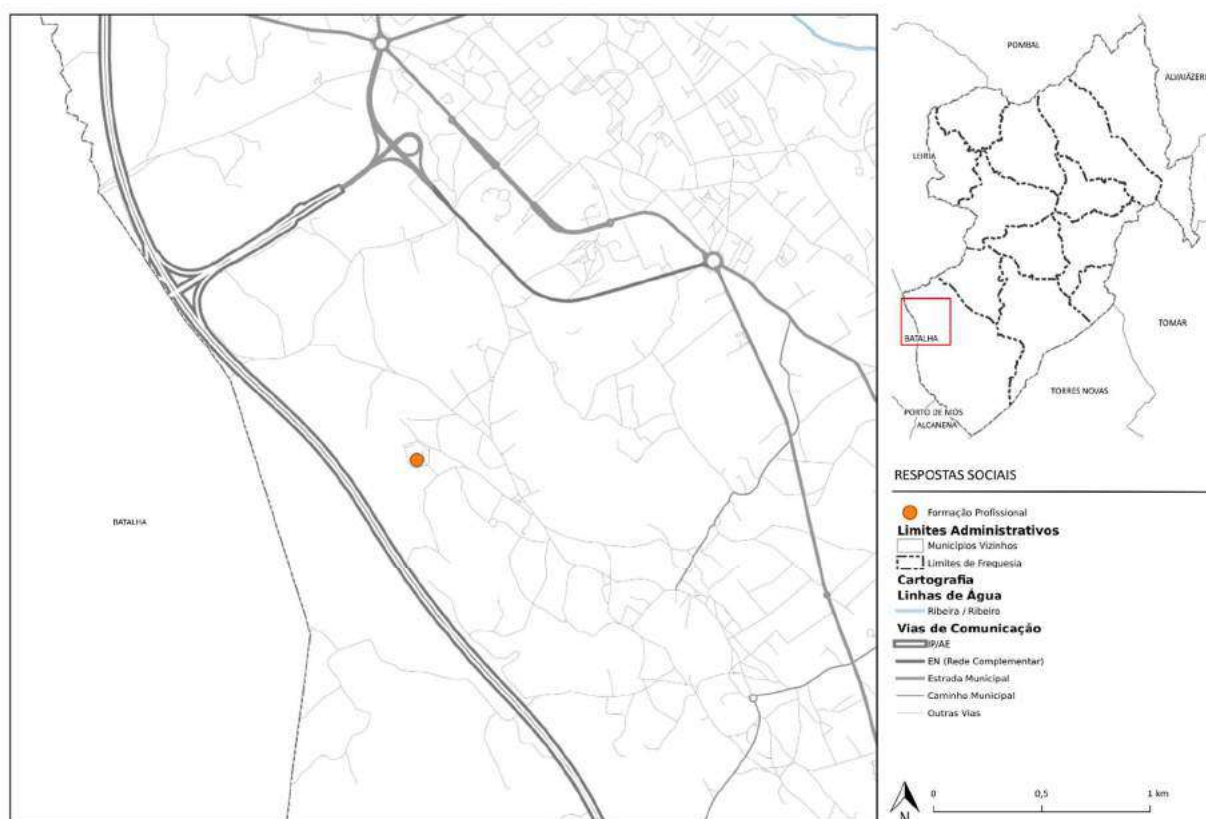 BATALHA
POMBAL
ALVAIÁZERE
LEIRIA
BATALHA
TOMAR
TORRES NOVAS
PORTO DE MÓS
ALCANENA
RESPOSTAS SOCIAIS
Formação Profissional
Limites Administrativos
Municípios Vizinhos
Limites de Freguesia
Cartografia
Linhas de Água
Ribeira / Ribeiro
Vias de Comunicação
IP/AE
EN (Rede Complementar)
Estrada Municipal
Caminho Municipal
Outras Vias
N
0 0,5 1 km